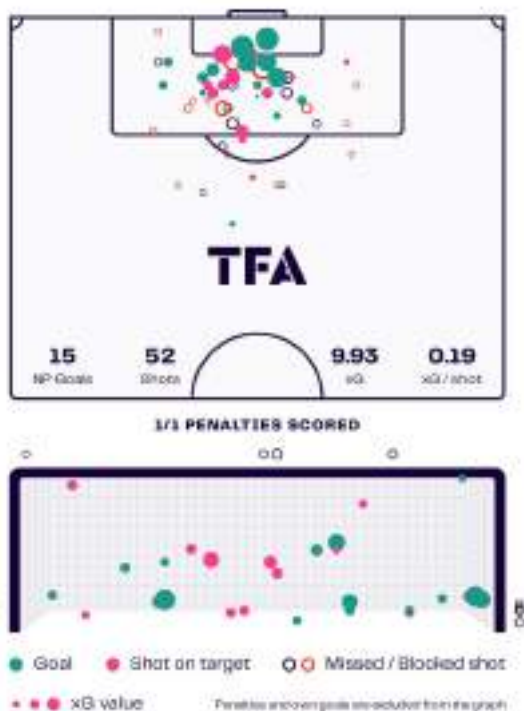 TFA
15 52 9.93 0.19
NP Goals Shots xG xG / shot
1/1 PENALTIES SCORED
Goal Shot on target Missed / Blocked shot
xG value Penalties and own goals are excluded from the graph